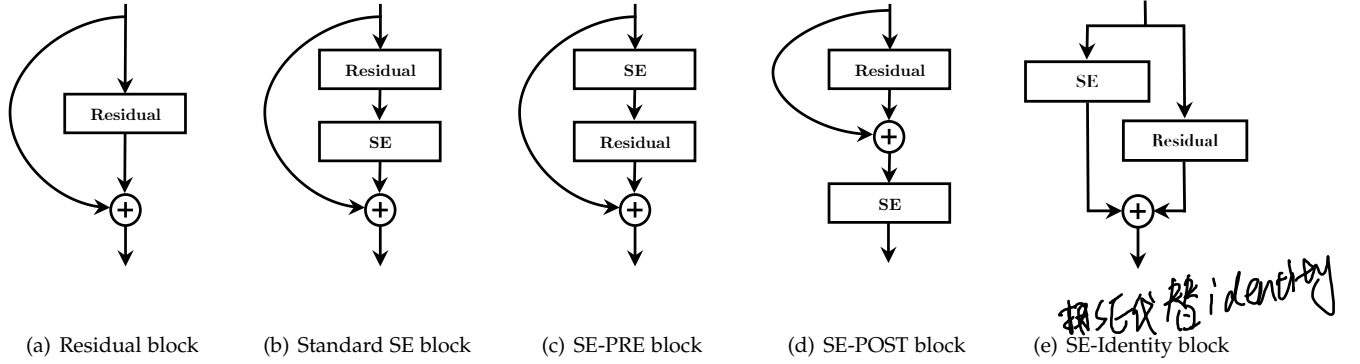 Residual
Residual
SE
SE
Residual
Residual
SE
SE
Residual
用SE代替identity
(a) Residual block
(b) Standard SE block
(c) SE-PRE block
(d) SE-POST block
(e) SE-Identity block